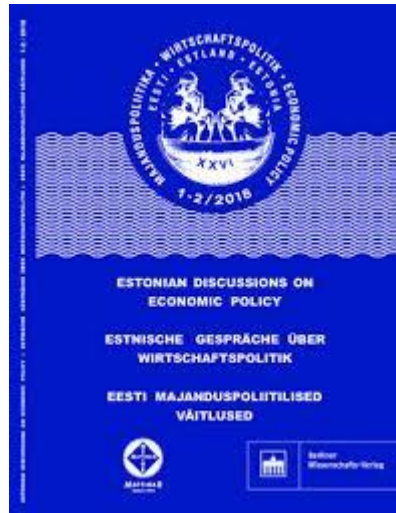 MAJANDUSPOLIITIKA • WIRTSCHAFTSPOLITIK • ECONOMIC POLICY
EESTI • ESTLAND • ESTONIA
XXVI
1-2/2018
ESTONIAN DISCUSSIONS ON
ECONOMIC POLICY
ESTNISCHE GESPRÄCHE ÜBER
WIRTSCHAFTSPOLITIK
EESTI MAJANDUSPOLIITILISED
VÄITLUSED
MATTIMAR
Berliner
Wissenschafts-Verlag